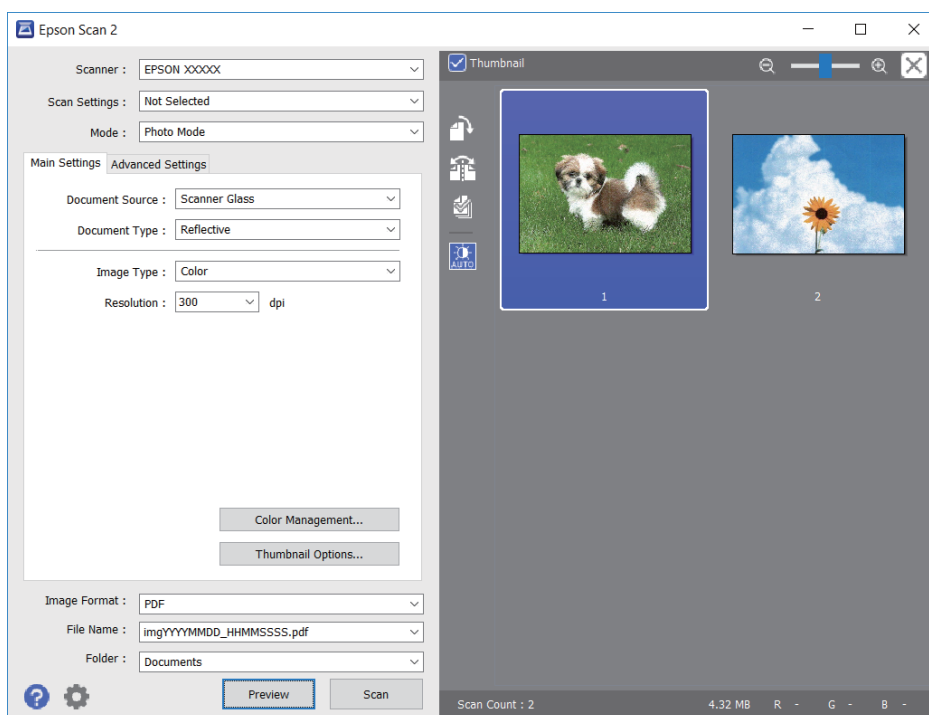 Epson Scan 2
Scanner : EPSON XXXXX
Scan Settings : Not Selected
Mode : Photo Mode
Main Settings Advanced Settings
Document Source : Scanner Glass
Document Type : Reflective
Image Type : Color
Resolution : 300 dpi
Color Management...
Thumbnail Options...
Image Format : PDF
File Name : imgYYYYMMDD_HHMMSSSS.pdf
Folder : Documents
? Preview Scan
Thumbnail
AUTO
1 2
Scan Count : 2 4.32 MB R - G - B -